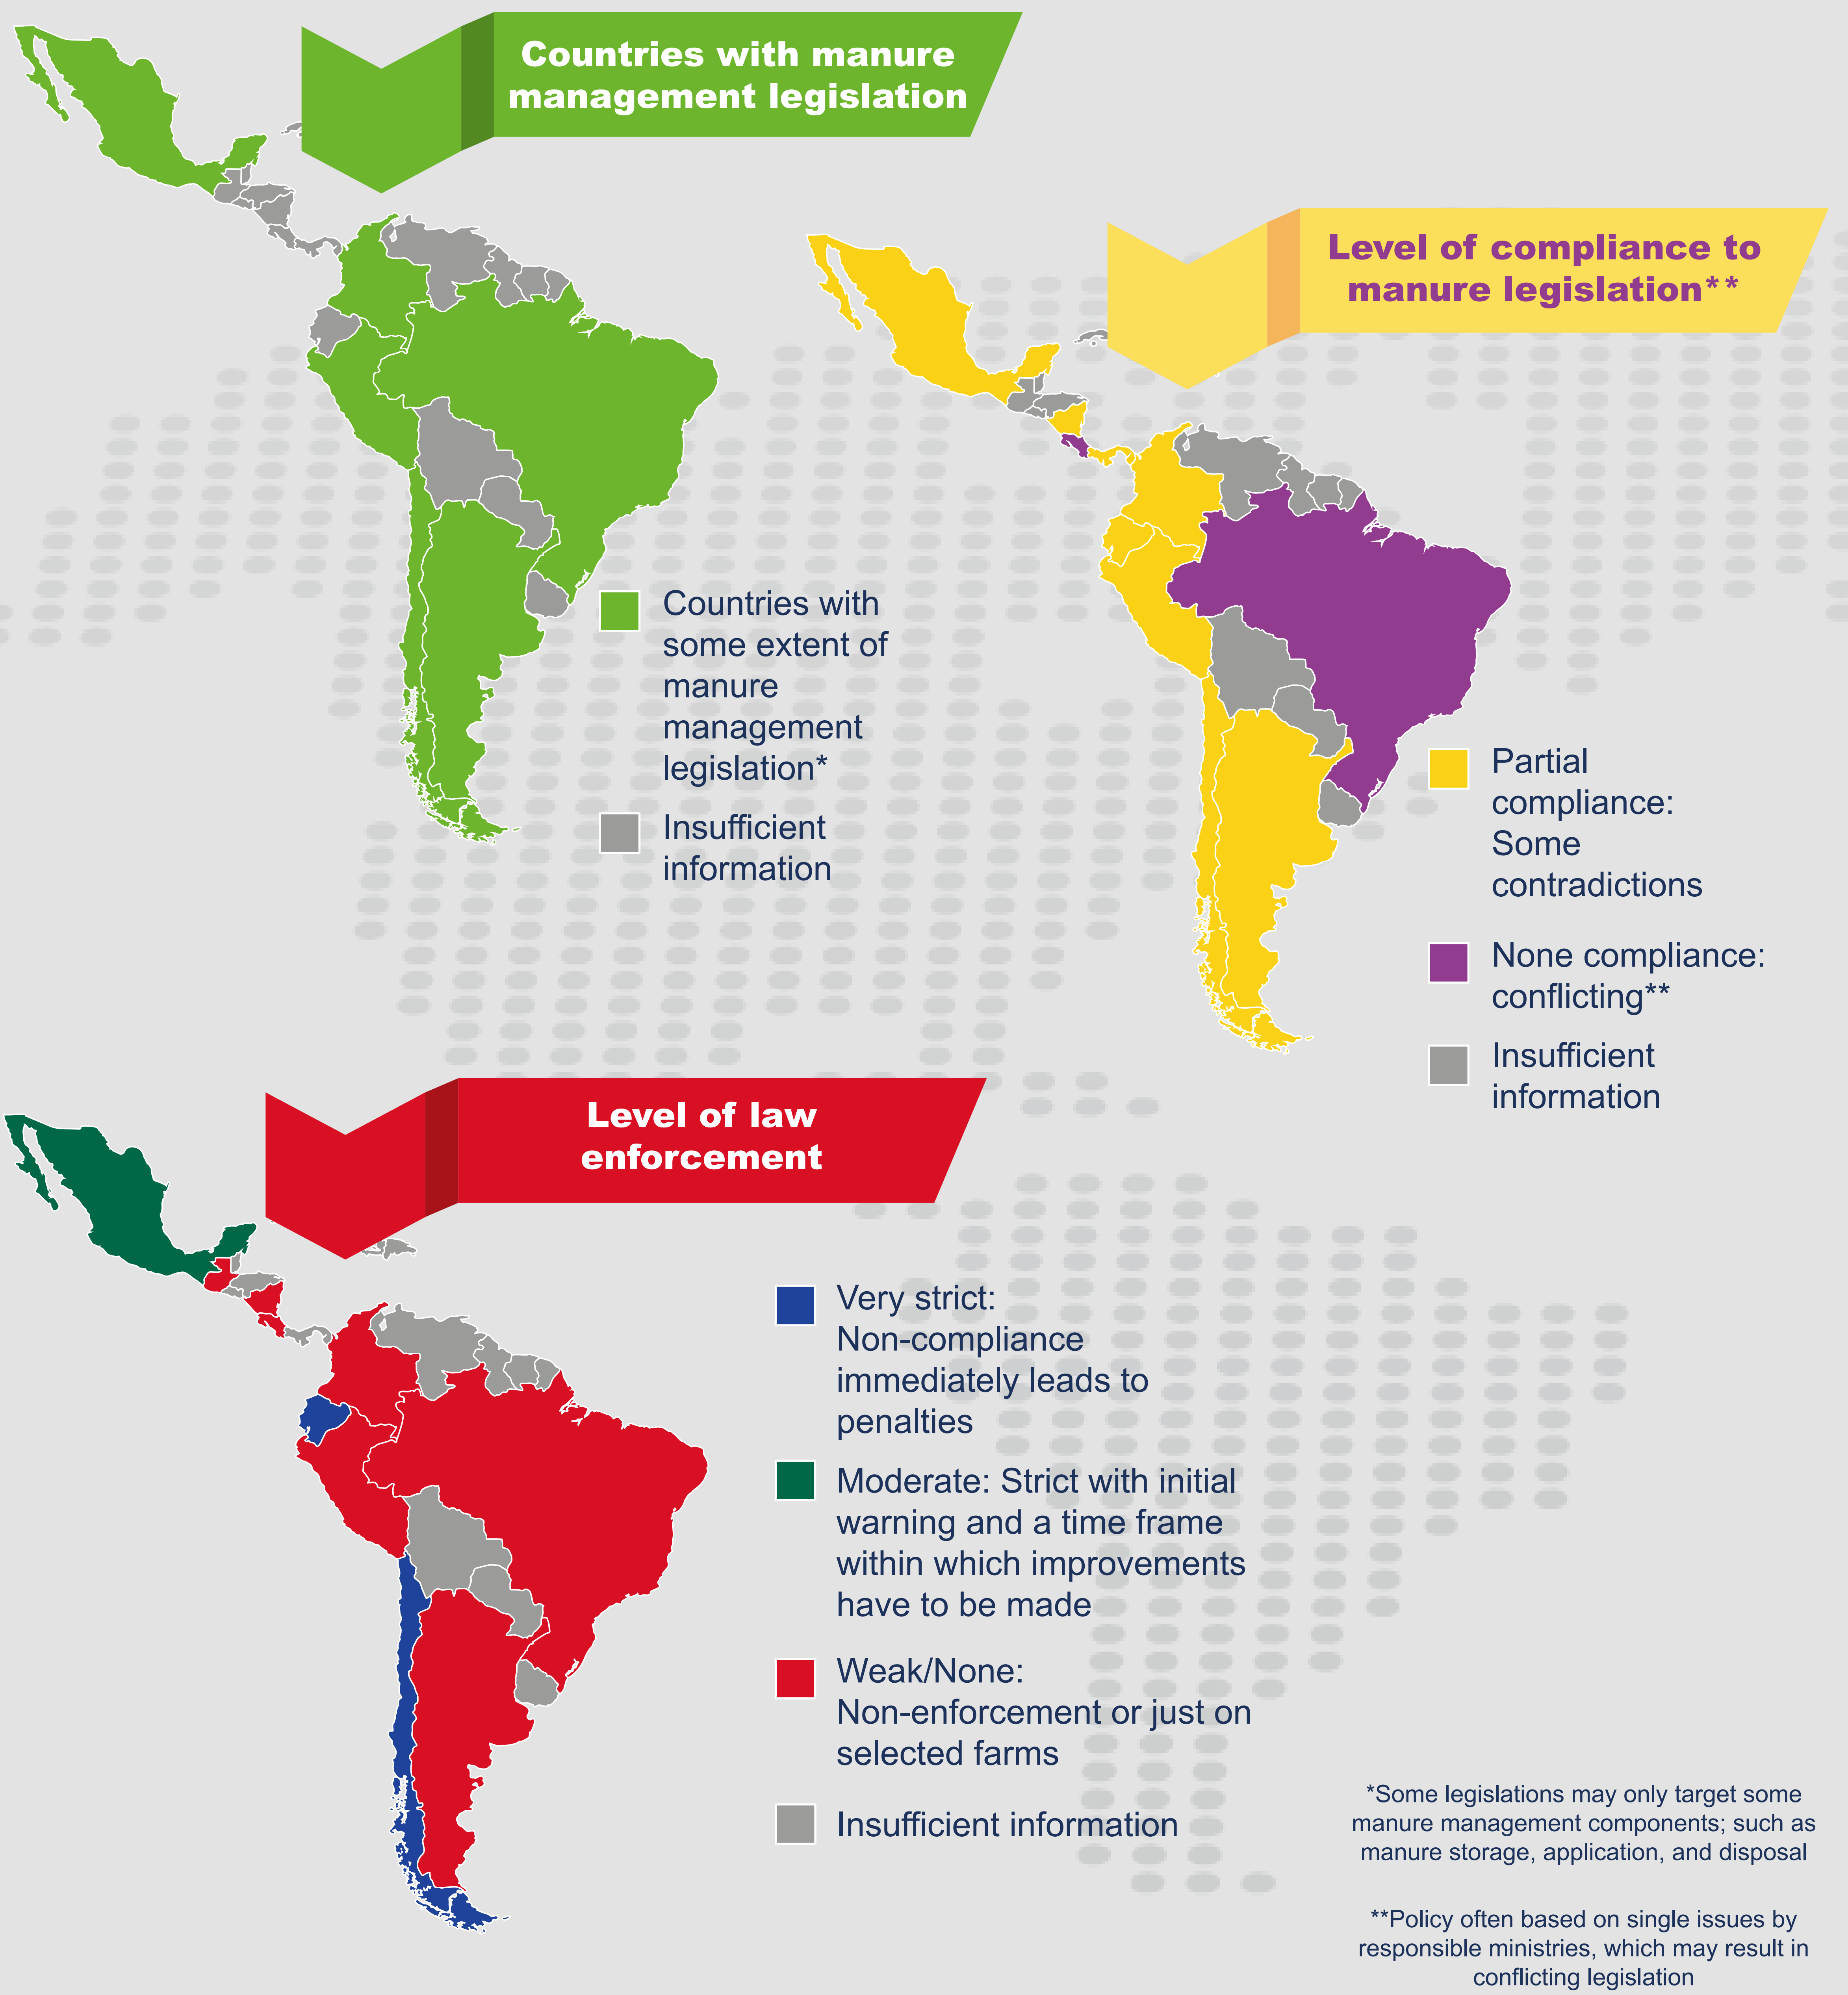 Countries with manure
management legislation
Countries with
some extent of
manure
management
legislation*
Insufficient
information
Level of compliance to
manure legislation**
Partial
compliance:
Some
contradictions
None compliance:
conflicting**
Insufficient
information
Level of law
enforcement
Very strict:
Non-compliance
immediately leads to
penalties
Moderate: Strict with initial
warning and a time frame
within which improvements
have to be made
Weak/None:
Non-enforcement or just on
selected farms
Insufficient information
*Some legislations may only target some
manure management components; such as
manure storage, application, and disposal
**Policy often based on single issues by
responsible ministries, which may result in
conflicting legislation